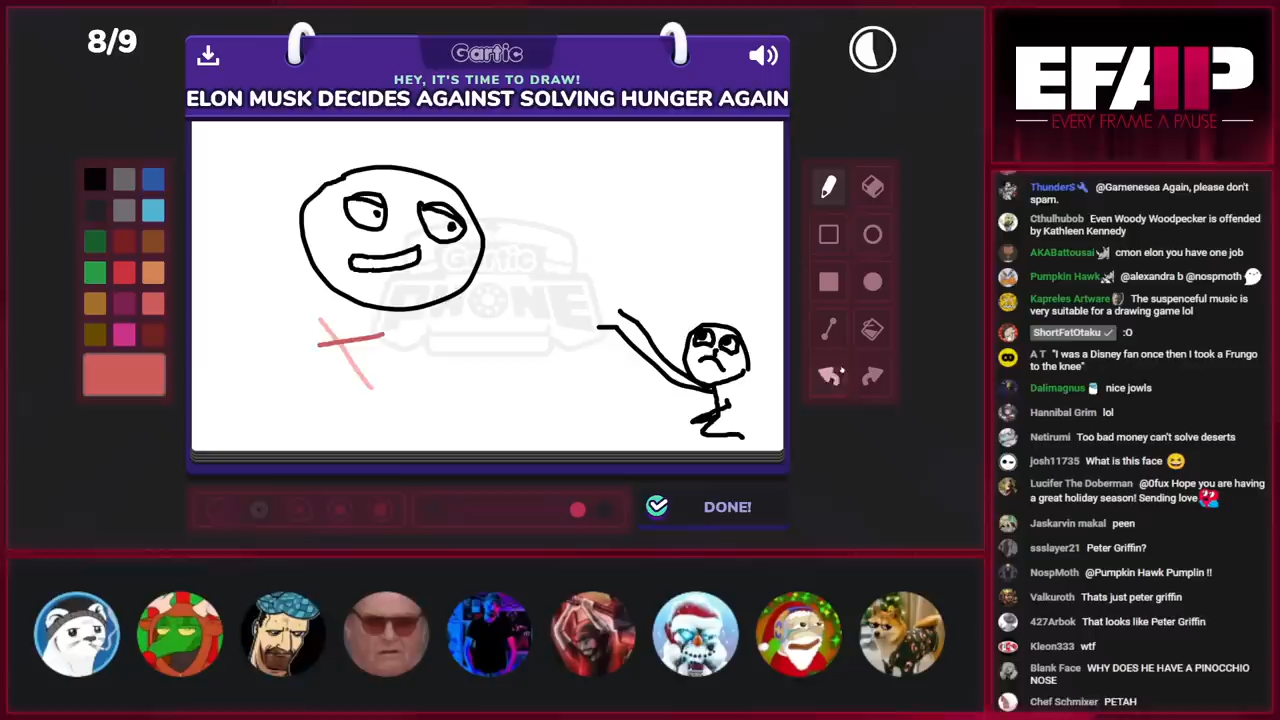 8/9
Gartic
HEY, IT'S TIME TO DRAW!
ELON MUSK DECIDES AGAINST SOLVING HUNGER AGAIN
Gartic
PHONE
DONE!
EFAP
EVERY FRAME A PAUSE
ThunderS @Gamenesea Again, please don't
spam.
Cthulhubob Even Woody Woodpecker is offended
by Kathleen Kennedy
AKABattousai cmon elon you have one job
Pumpkin Hawk @alexandra b @nospmoth
Kapreles Artware The suspenceful music is
very suitable for a drawing game lol
ShortFatOtaku :O
A T "I was a Disney fan once then I took a Frungo
to the knee"
Dalimagnus nice jowls
Hannibal Grim lol
Netirumi Too bad money can't solve deserts
josh11735 What is this face 😆
Lucifer The Doberman @0fux Hope you are having
a great holiday season! Sending love
Jaskarvin makal peen
ssslayer21 Peter Griffin?
NospMoth @Pumpkin Hawk Pumplin !!
Valkuroth Thats just peter griffin
427Arbok That looks like Peter Griffin
Kleon333 wtf
Blank Face WHY DOES HE HAVE A PINOCCHIO
NOSE
Chef Schmixer PETAH